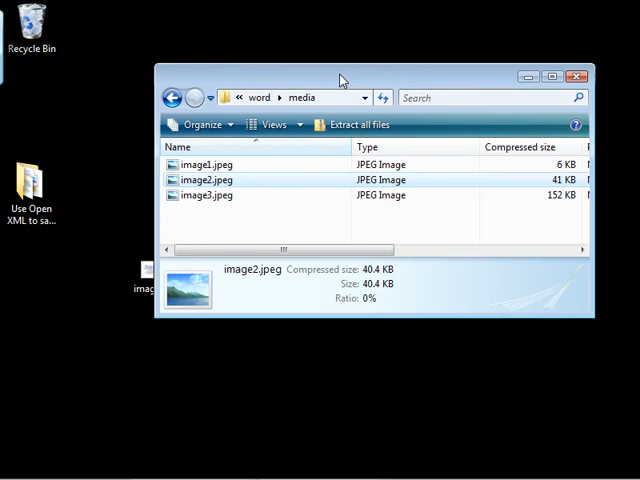 Recycle Bin
« word media
Search
Organize
Views
Extract all files
Name Type Compressed size
image1.jpeg JPEG Image 6 KB
image2.jpeg JPEG Image 41 KB
image3.jpeg JPEG Image 152 KB
Use Open
XML to sa...
image2.jpeg Compressed size: 40.4 KB
Size: 40.4 KB
Ratio: 0%